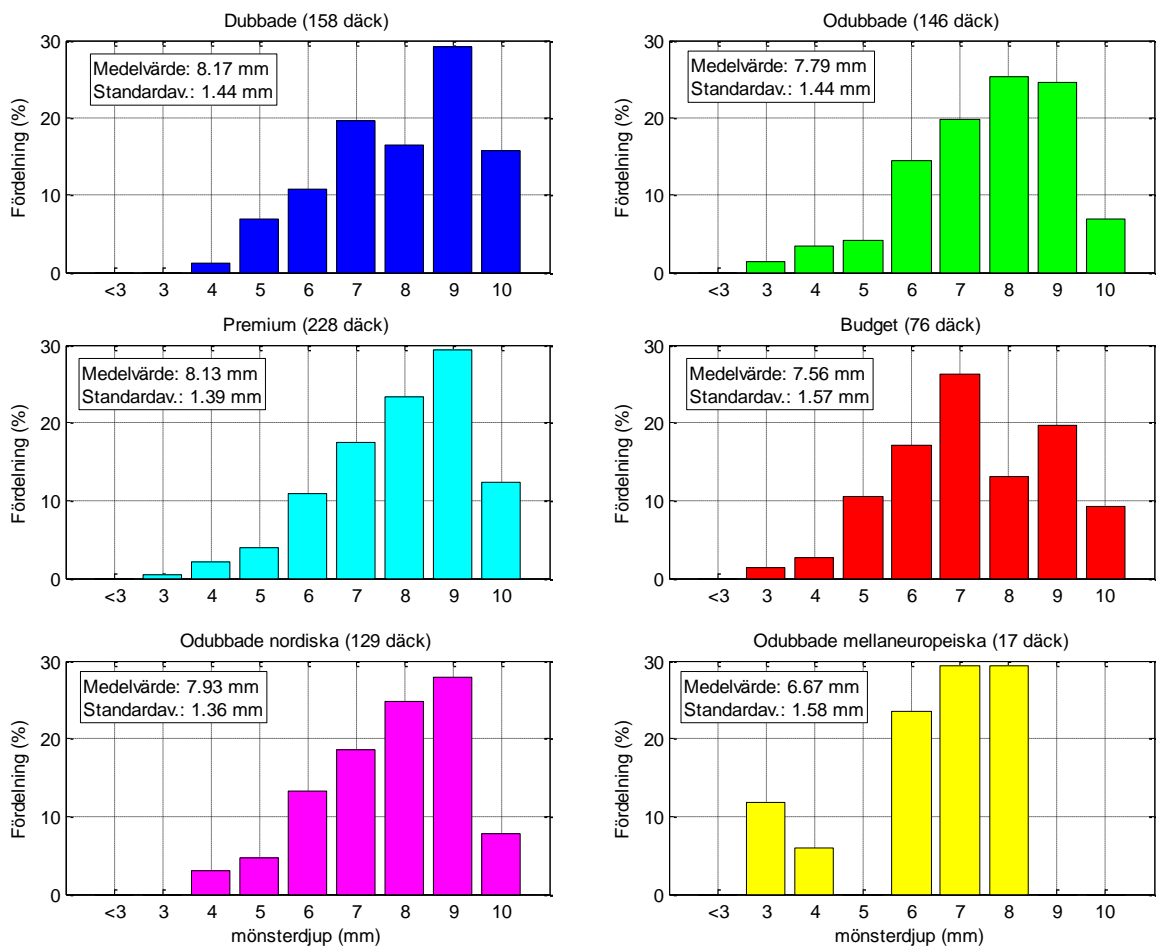 Dubbade (158 däck)
Medelvärde: 8.17 mm
Standardav.: 1.44 mm
Fördelning (%)
30
20
10
0
<3 3 4 5 6 7 8 9 10
Odubbade (146 däck)
Medelvärde: 7.79 mm
Standardav.: 1.44 mm
Fördelning (%)
30
20
10
0
<3 3 4 5 6 7 8 9 10
Premium (228 däck)
Medelvärde: 8.13 mm
Standardav.: 1.39 mm
Fördelning (%)
30
20
10
0
<3 3 4 5 6 7 8 9 10
Budget (76 däck)
Medelvärde: 7.56 mm
Standardav.: 1.57 mm
Fördelning (%)
30
20
10
0
<3 3 4 5 6 7 8 9 10
Odubbade nordiska (129 däck)
Medelvärde: 7.93 mm
Standardav.: 1.36 mm
Fördelning (%)
30
20
10
0
<3 3 4 5 6 7 8 9 10
mönsterdjup (mm)
Odubbade mellaneuropeiska (17 däck)
Medelvärde: 6.67 mm
Standardav.: 1.58 mm
Fördelning (%)
30
20
10
0
<3 3 4 5 6 7 8 9 10
mönsterdjup (mm)